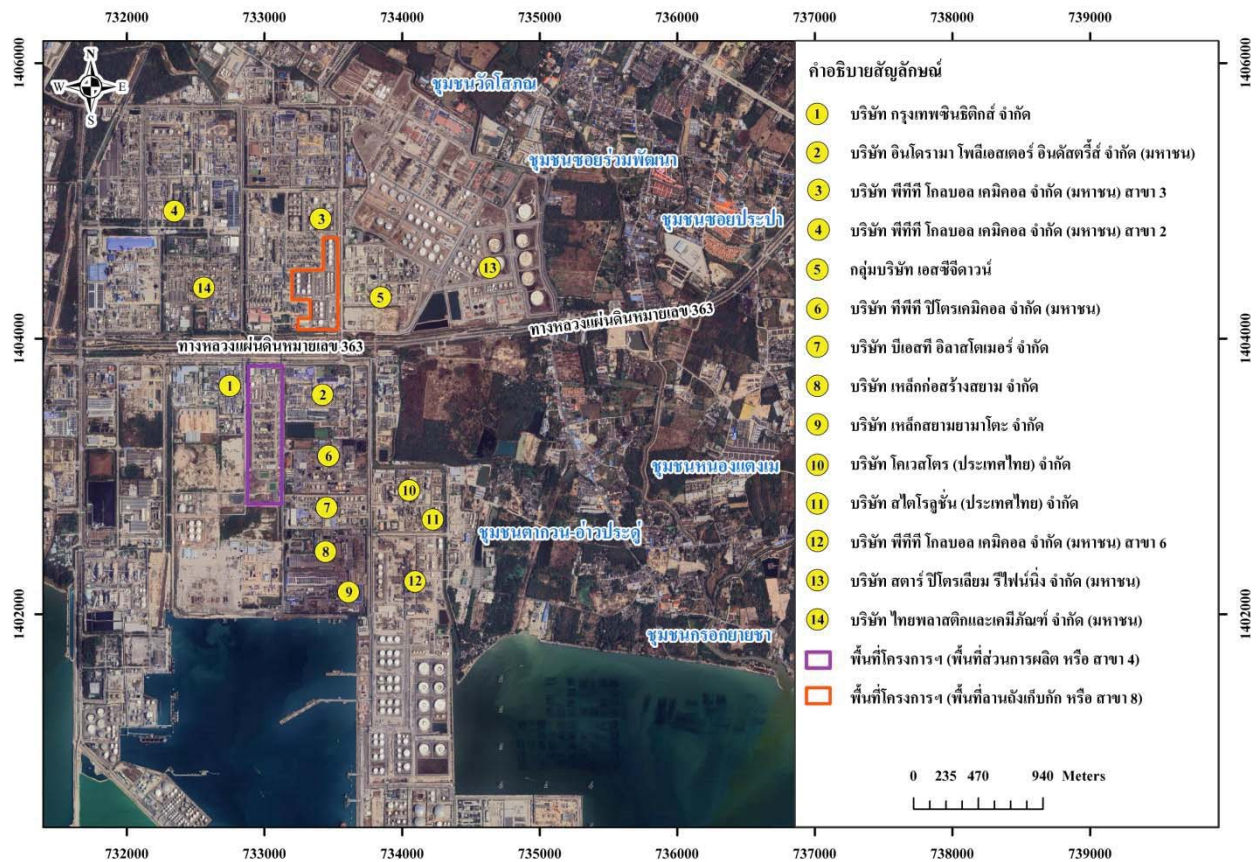 732000 733000 734000 735000 736000 737000 738000 739000
1406000
1404000
1402000
N
W E
S
ชุมชนวัดโสภณ
ชุมชนซอยร่วมพัฒนา
ชุมชนซอยประปา
4
3
13
14
5
ทางหลวงแผ่นดินหมายเลข 363
ทางหลวงแผ่นดินหมายเลข 363
1
2
6
ชุมชนหนองแตงเม
10
7
11
ชุมชนตากวน-อ่าวประดู่
8
12
9
ชุมชนกรอกยายชา
คำอธิบายสัญลักษณ์
1 บริษัท กรุงเทพซินธิติกส์ จำกัด
2 บริษัท อินโดรามา โพลีเอสเตอร์ อินดัสตรี้ส์ จำกัด (มหาชน)
3 บริษัท พีทีที โกลบอล เคมิคอล จำกัด (มหาชน) สาขา 3
4 บริษัท พีทีที โกลบอล เคมิคอล จำกัด (มหาชน) สาขา 2
5 กลุ่มบริษัท เอสซีจีดาวน์
6 บริษัท ทีพีที ปิโตรเคมิคอล จำกัด (มหาชน)
7 บริษัท บีเอสที อิลาสโตเมอร์ จำกัด
8 บริษัท เหล็กก่อสร้างสยาม จำกัด
9 บริษัท เหล็กสยามยามาโตะ จำกัด
10 บริษัท โคเวสโตร (ประเทศไทย) จำกัด
11 บริษัท สไตโรลูชั่น (ประเทศไทย) จำกัด
12 บริษัท พีทีที โกลบอล เคมิคอล จำกัด (มหาชน) สาขา 6
13 บริษัท สตาร์ ปิโตรเลียม รีไฟน์นิ่ง จำกัด (มหาชน)
14 บริษัท ไทยพลาสติกและเคมีภัณฑ์ จำกัด (มหาชน)
พื้นที่โครงการฯ (พื้นที่ส่วนการผลิต หรือ สาขา 4)
พื้นที่โครงการฯ (พื้นที่ลานถังเก็บกัก หรือ สาขา 8)
0 235 470 940 Meters
1406000
1404000
1402000
732000 733000 734000 735000 736000 737000 738000 739000